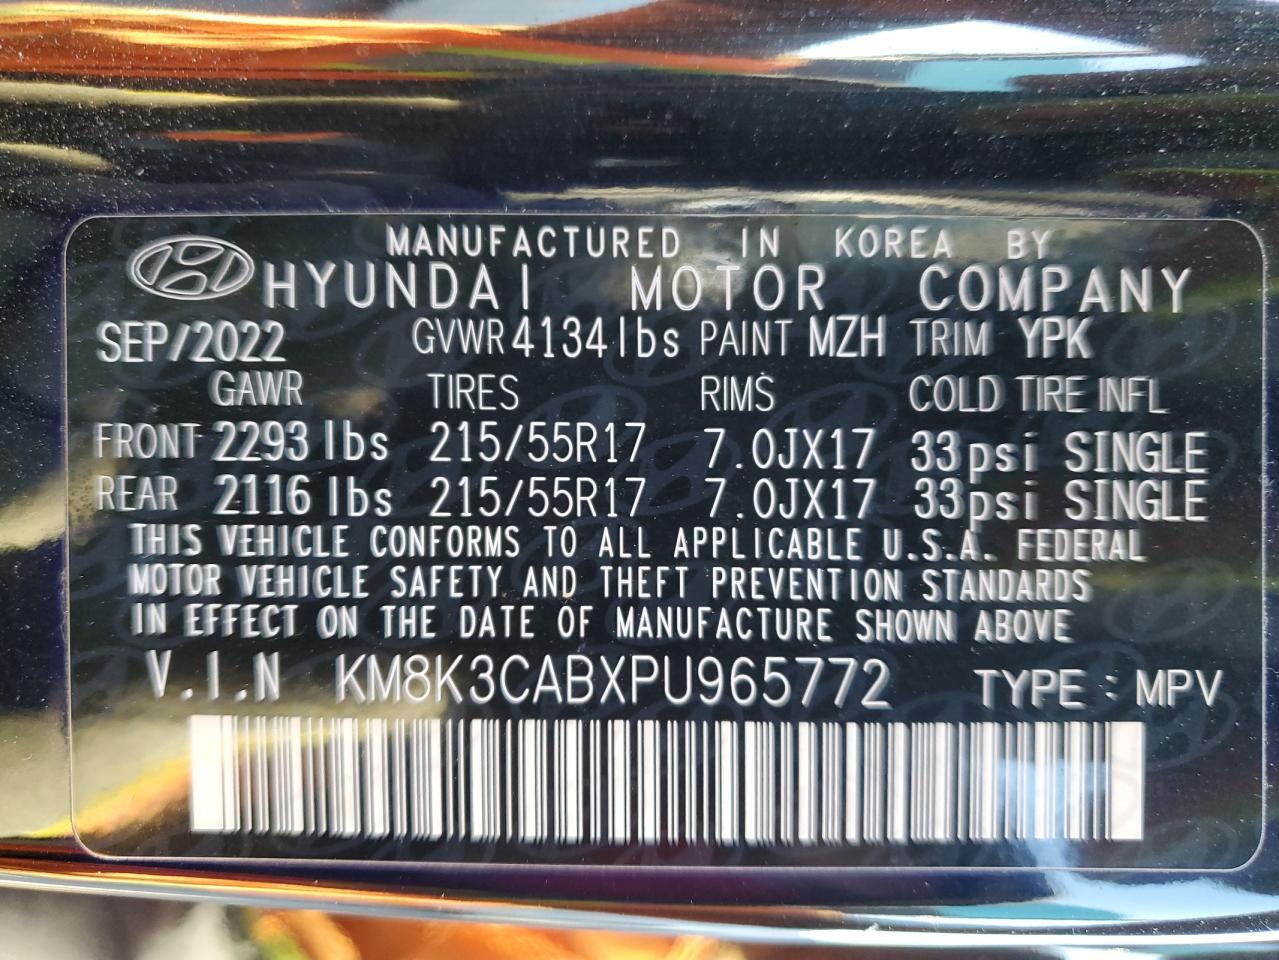 MANUFACTURED IN KOREA BY
HYUNDAI MOTOR COMPANY
SEP/2022 GVWR 4134lbs PAINT MZH TRIM YPK
GAWR TIRES RIMS COLD TIRE INFL
FRONT 2293 lbs 215/55R17 7.0JX17 33psi SINGLE
REAR 2116 lbs 215/55R17 7.0JX17 33psi SINGLE
THIS VEHICLE CONFORMS TO ALL APPLICABLE U.S.A. FEDERAL
MOTOR VEHICLE SAFETY AND THEFT PREVENTION STANDARDS
IN EFFECT ON THE DATE OF MANUFACTURE SHOWN ABOVE
V.I.N KM8K3CABXPU965772 TYPE : MPV